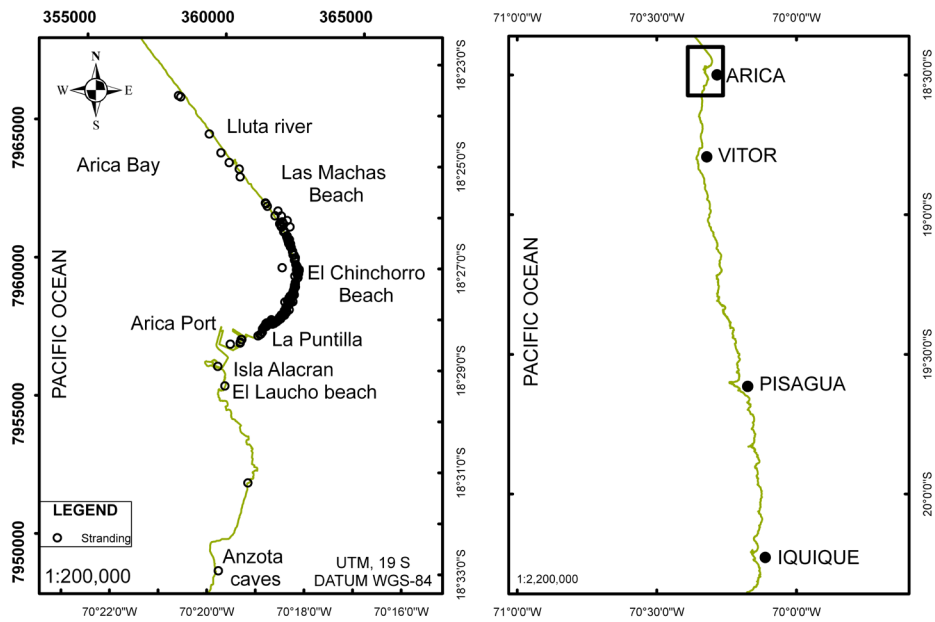 355000
360000
365000
18°23'0"S
N
W
E
S
7965000
Lluta river
Arica Bay
18°25'0"S
Las Machas
Beach
7960000
PACIFIC OCEAN
18°27'0"S
El Chinchorro
Beach
Arica Port
La Puntilla
18°29'0"S
Isla Alacran
El Laucho beach
7955000
18°31'0"S
LEGEND
Stranding
7950000
Anzota
caves
UTM, 19 S
DATUM WGS-84
1:200,000
18°33'0"S
70°22'0"W
70°20'0"W
70°18'0"W
70°16'0"W
71°0'0"W
70°30'0"W
70°0'0"W
18°30'0"S
ARICA
VITOR
19°0'0"S
PACIFIC OCEAN
19°30'0"S
PISAGUA
20°0'0"S
IQUIQUE
1:2,200,000
71°0'0"W
70°30'0"W
70°0'0"W